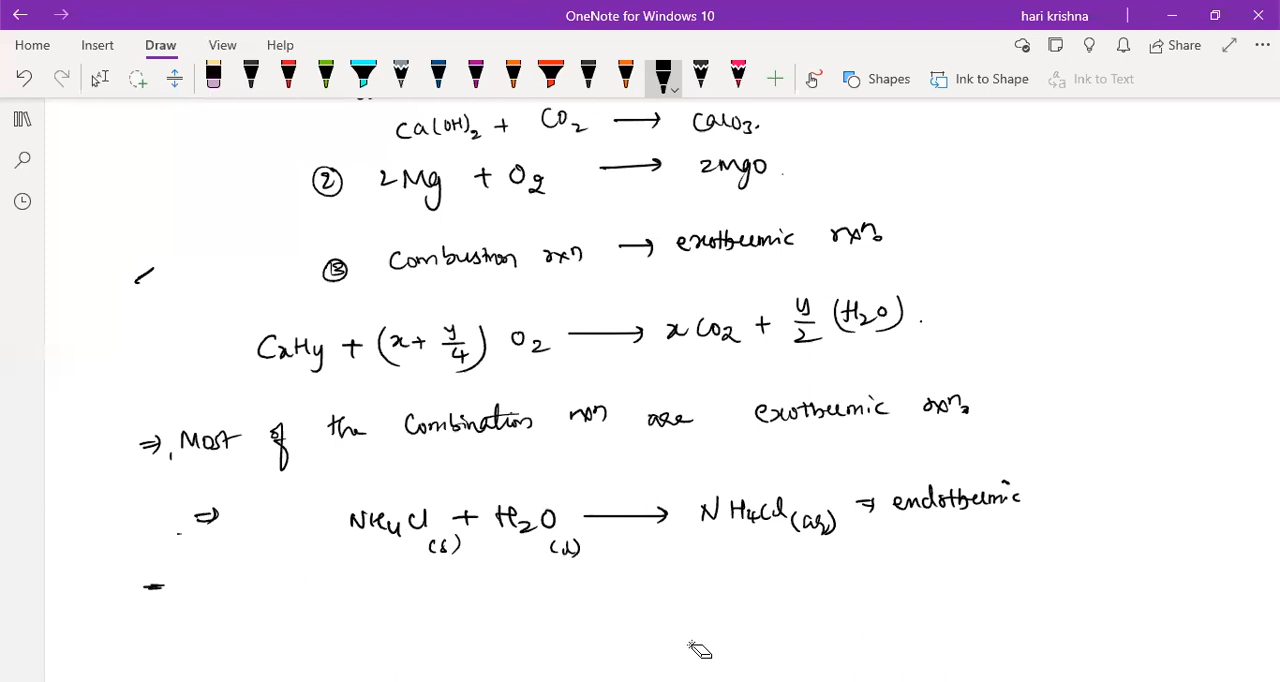 OneNote for Windows 10
hari krishna
Home Insert Draw View Help
Share
Shapes Ink to Shape Ink to Text
Ca(OH)₂ + CO₂ → CaCO₃.
② 2Mg + O₂ → 2MgO
③ Combustion rxn → exothermic rxn.
CxHy + (x + y/4) O₂ → x CO₂ + y/2 (H₂O).
⇒ Most of the Combination rxn are exothermic rxn.
⇒ NH₄Cl(s) + H₂O(l) → NH₄Cl(aq) ⇒ endothermic